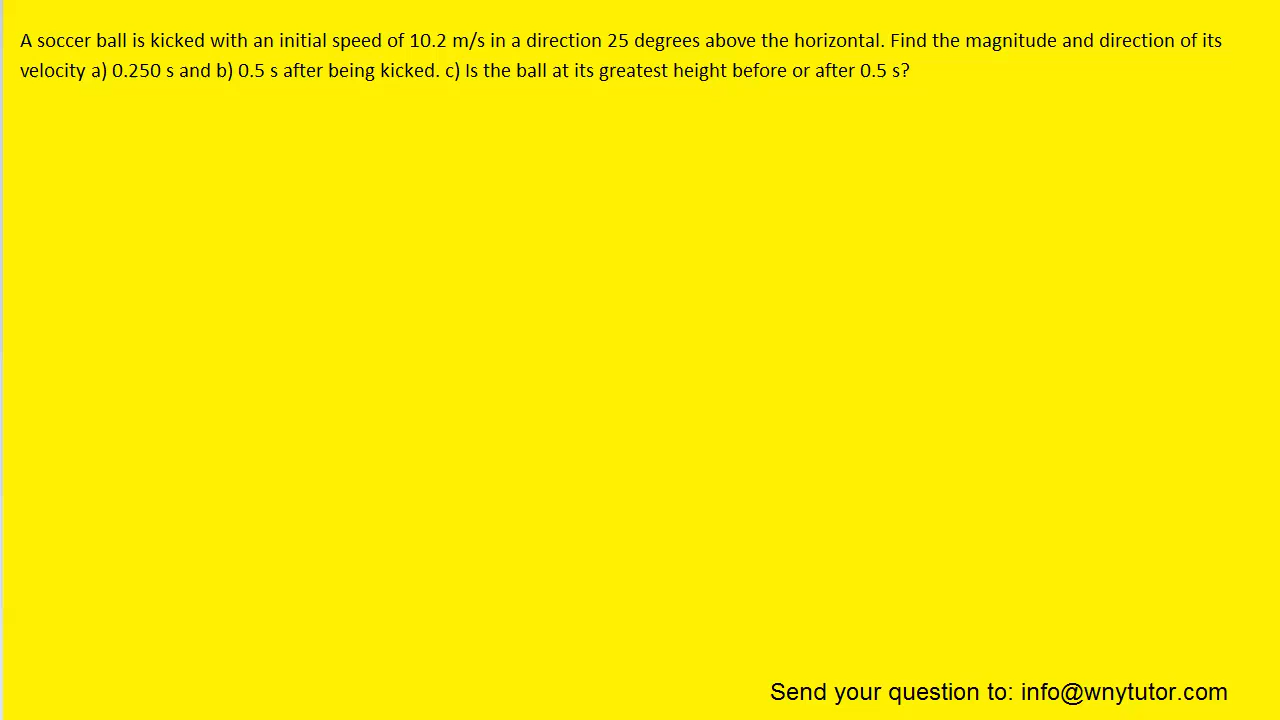 A soccer ball is kicked with an initial speed of 10.2 m/s in a direction 25 degrees above the horizontal. Find the magnitude and direction of its
velocity a) 0.250 s and b) 0.5 s after being kicked. c) Is the ball at its greatest height before or after 0.5 s?
Send your question to: info@wnytutor.com